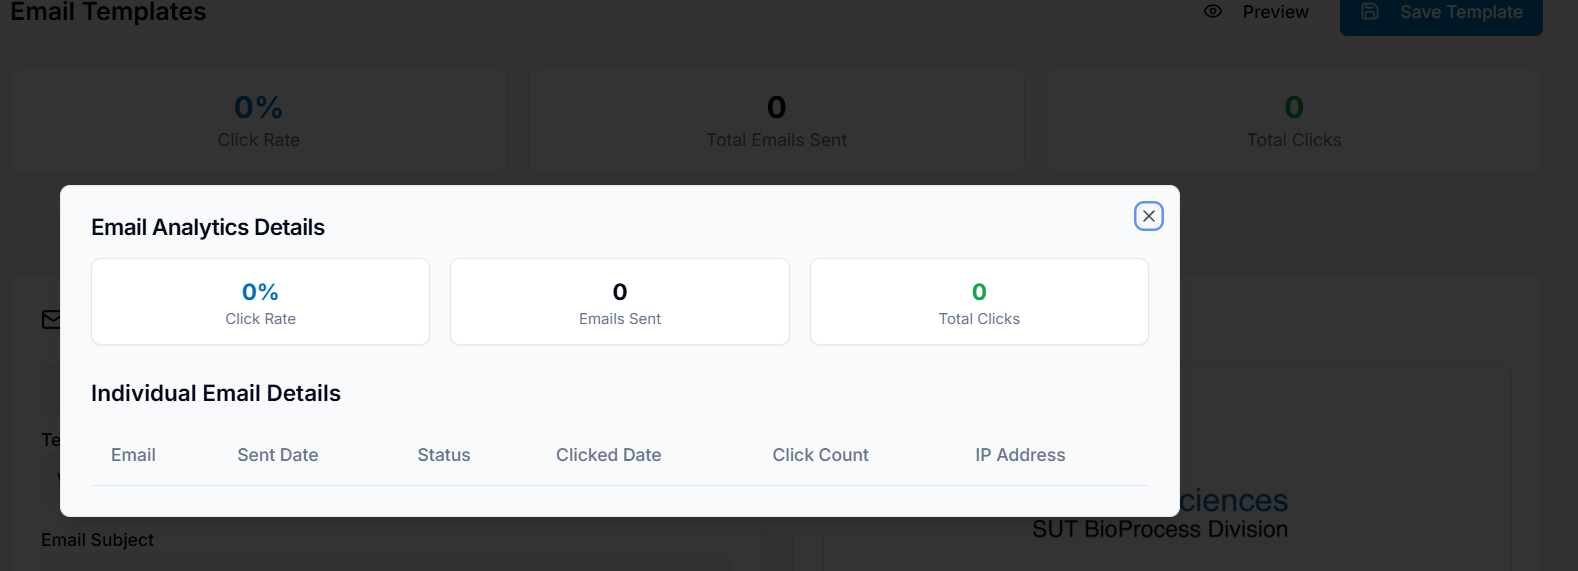 Email Templates
Preview
Save Template
0%
Click Rate
0
Total Emails Sent
0
Total Clicks
Email Analytics Details
0%
Click Rate
0
Emails Sent
0
Total Clicks
Individual Email Details
Email Sent Date Status Clicked Date Click Count IP Address
Te
ciences
SUT BioProcess Division
Email Subject